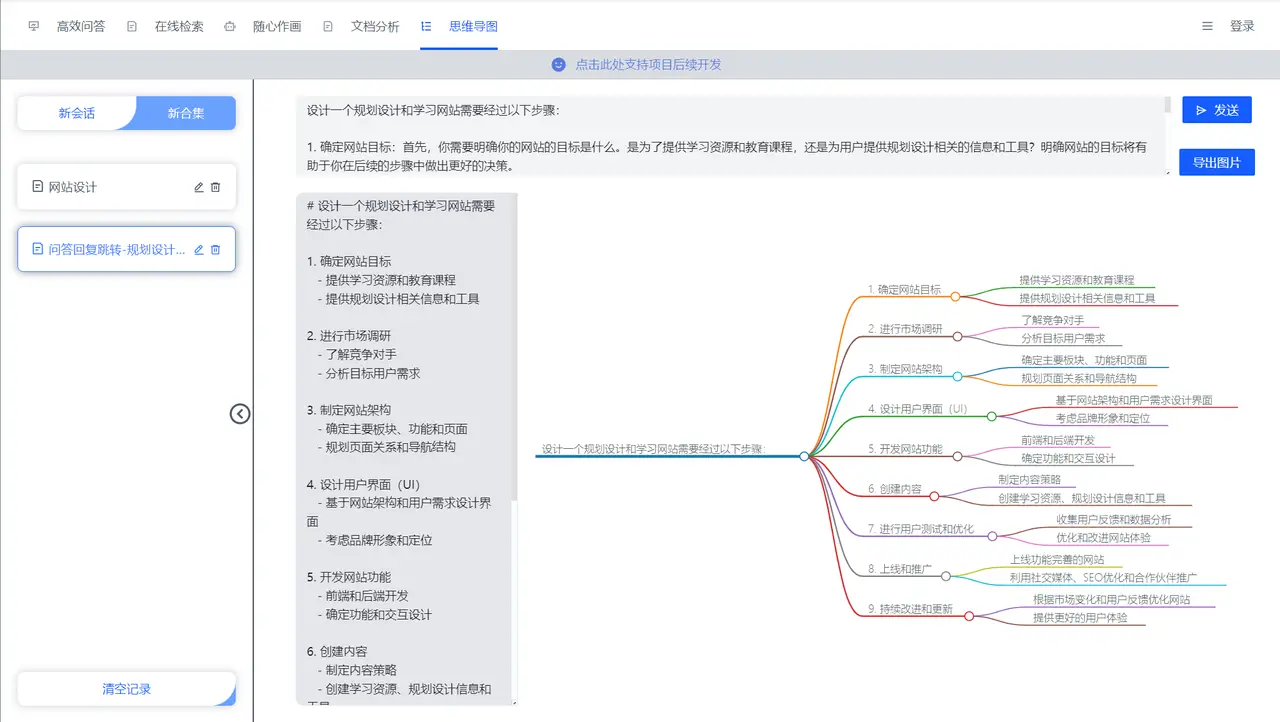 高效问答
在线检索
随心作画
文档分析
思维导图
登录
点击此处支持项目后续开发
新会话
新合集
网站设计
问答回复跳转-规划设计...
清空记录
设计一个规划设计和学习网站需要经过以下步骤:
1. 确定网站目标：首先，你需要明确你的网站的目标是什么。是为了提供学习资源和教育课程，还是为用户提供规划设计相关的信息和工具？明确网站的目标将有
助于你在后续的步骤中做出更好的决策。
发送
导出图片
# 设计一个规划设计和学习网站需要
经过以下步骤:
1. 确定网站目标
- 提供学习资源和教育课程
- 提供规划设计相关信息和工具
2. 进行市场调研
- 了解竞争对手
- 分析目标用户需求
3. 制定网站架构
- 确定主要板块、功能和页面
- 规划页面关系和导航结构
4. 设计用户界面（UI）
- 基于网站架构和用户需求设计界
面
- 考虑品牌形象和定位
5. 开发网站功能
- 前端和后端开发
- 确定功能和交互设计
6. 创建内容
- 制定内容策略
- 创建学习资源、规划设计信息和
工具
设计一个规划设计和学习网站需要经过以下步骤:
1. 确定网站目标
提供学习资源和教育课程
提供规划设计相关信息和工具
2. 进行市场调研
了解竞争对手
分析目标用户需求
3. 制定网站架构
确定主要板块、功能和页面
规划页面关系和导航结构
4. 设计用户界面（UI）
基于网站架构和用户需求设计界面
考虑品牌形象和定位
5. 开发网站功能
前端和后端开发
确定功能和交互设计
6. 创建内容
制定内容策略
创建学习资源、规划设计信息和工具
7. 进行用户测试和优化
收集用户反馈和数据分析
优化和改进网站体验
8. 上线和推广
上线功能完善的网站
利用社交媒体、SEO优化和合作伙伴推广
9. 持续改进和更新
根据市场变化和用户反馈优化网站
提供更好的用户体验